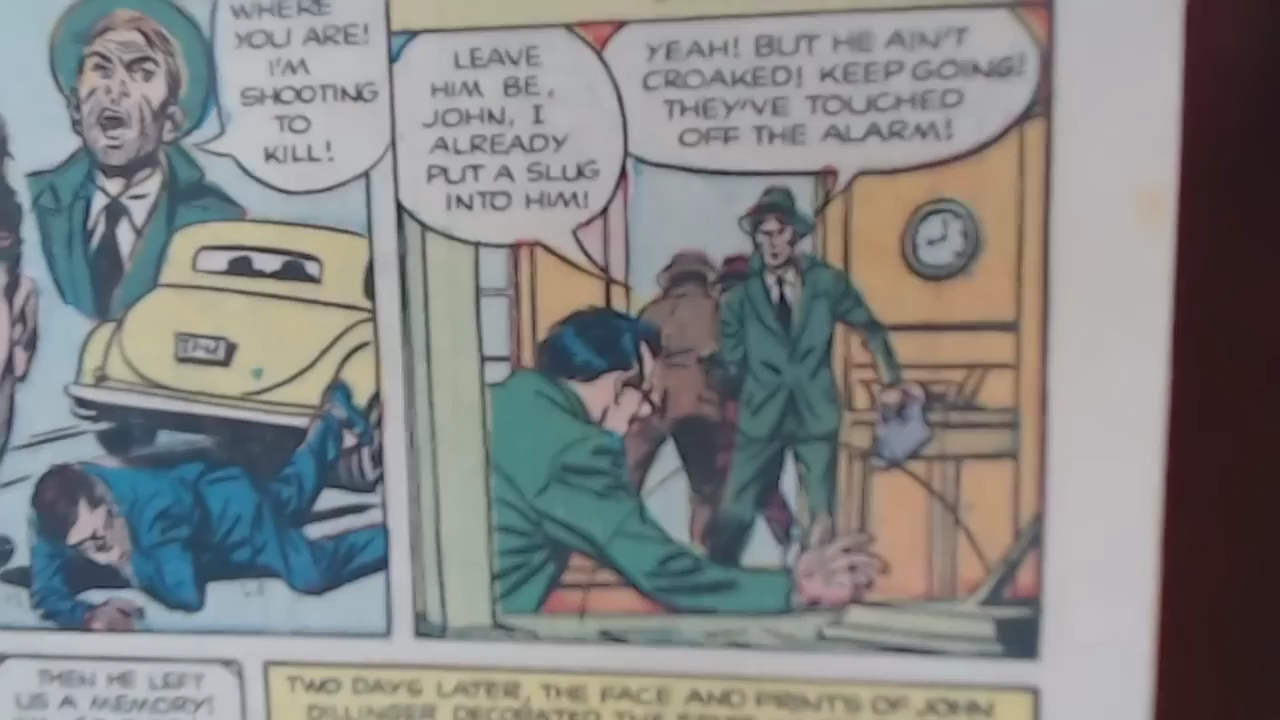 WHERE
YOU ARE!
I'M
SHOOTING
TO
KILL!
LEAVE
HIM BE,
JOHN, I
ALREADY
PUT A SLUG
INTO HIM!
YEAH! BUT HE AIN'T
CROAKED! KEEP GOING!
THEY'VE TOUCHED
OFF THE ALARM!
THEN HE LEFT
US A MEMORY!
TWO DAYS LATER, THE FACE AND PRINTS OF JOHN
DILLINGER DECORATED THE